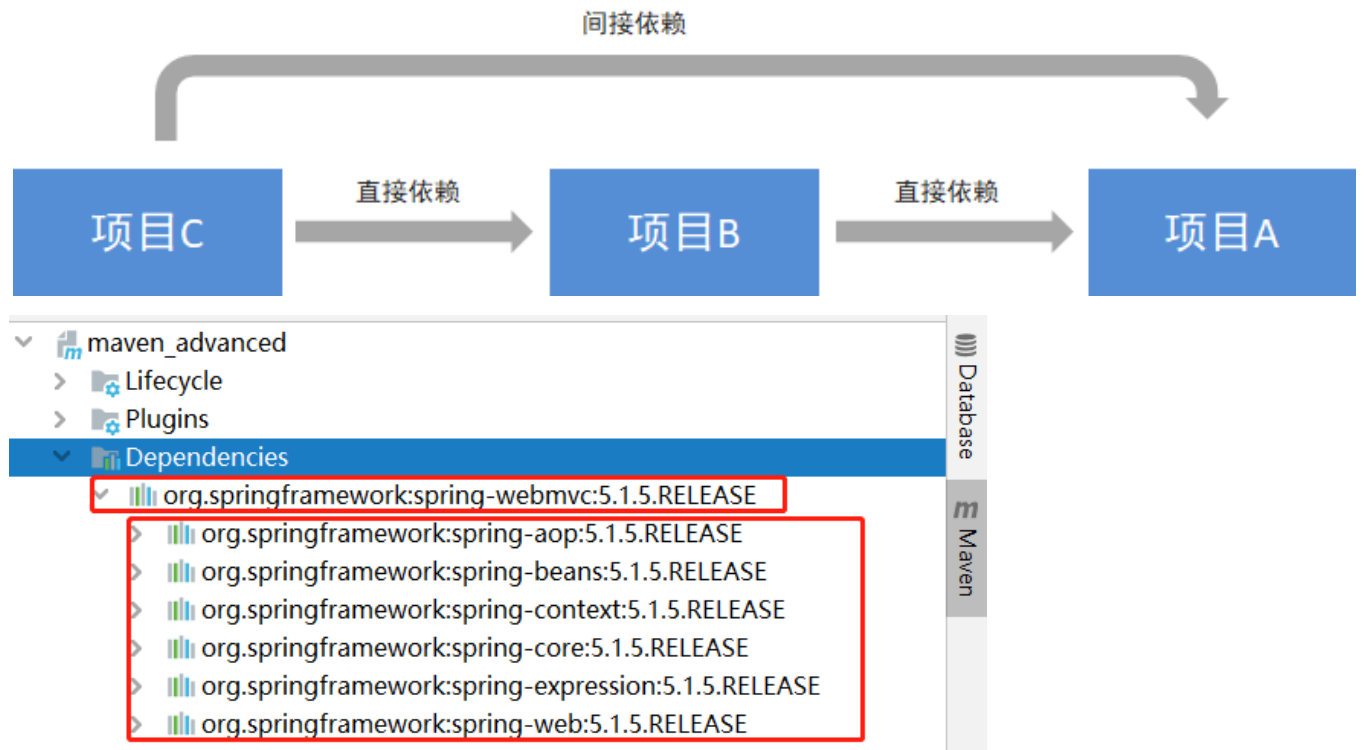 间接依赖
直接依赖
直接依赖
项目C
项目B
项目A
maven_advanced
Lifecycle
Plugins
Dependencies
org.springframework:spring-webmvc:5.1.5.RELEASE
org.springframework:spring-aop:5.1.5.RELEASE
org.springframework:spring-beans:5.1.5.RELEASE
org.springframework:spring-context:5.1.5.RELEASE
org.springframework:spring-core:5.1.5.RELEASE
org.springframework:spring-expression:5.1.5.RELEASE
org.springframework:spring-web:5.1.5.RELEASE
Database
m Maven